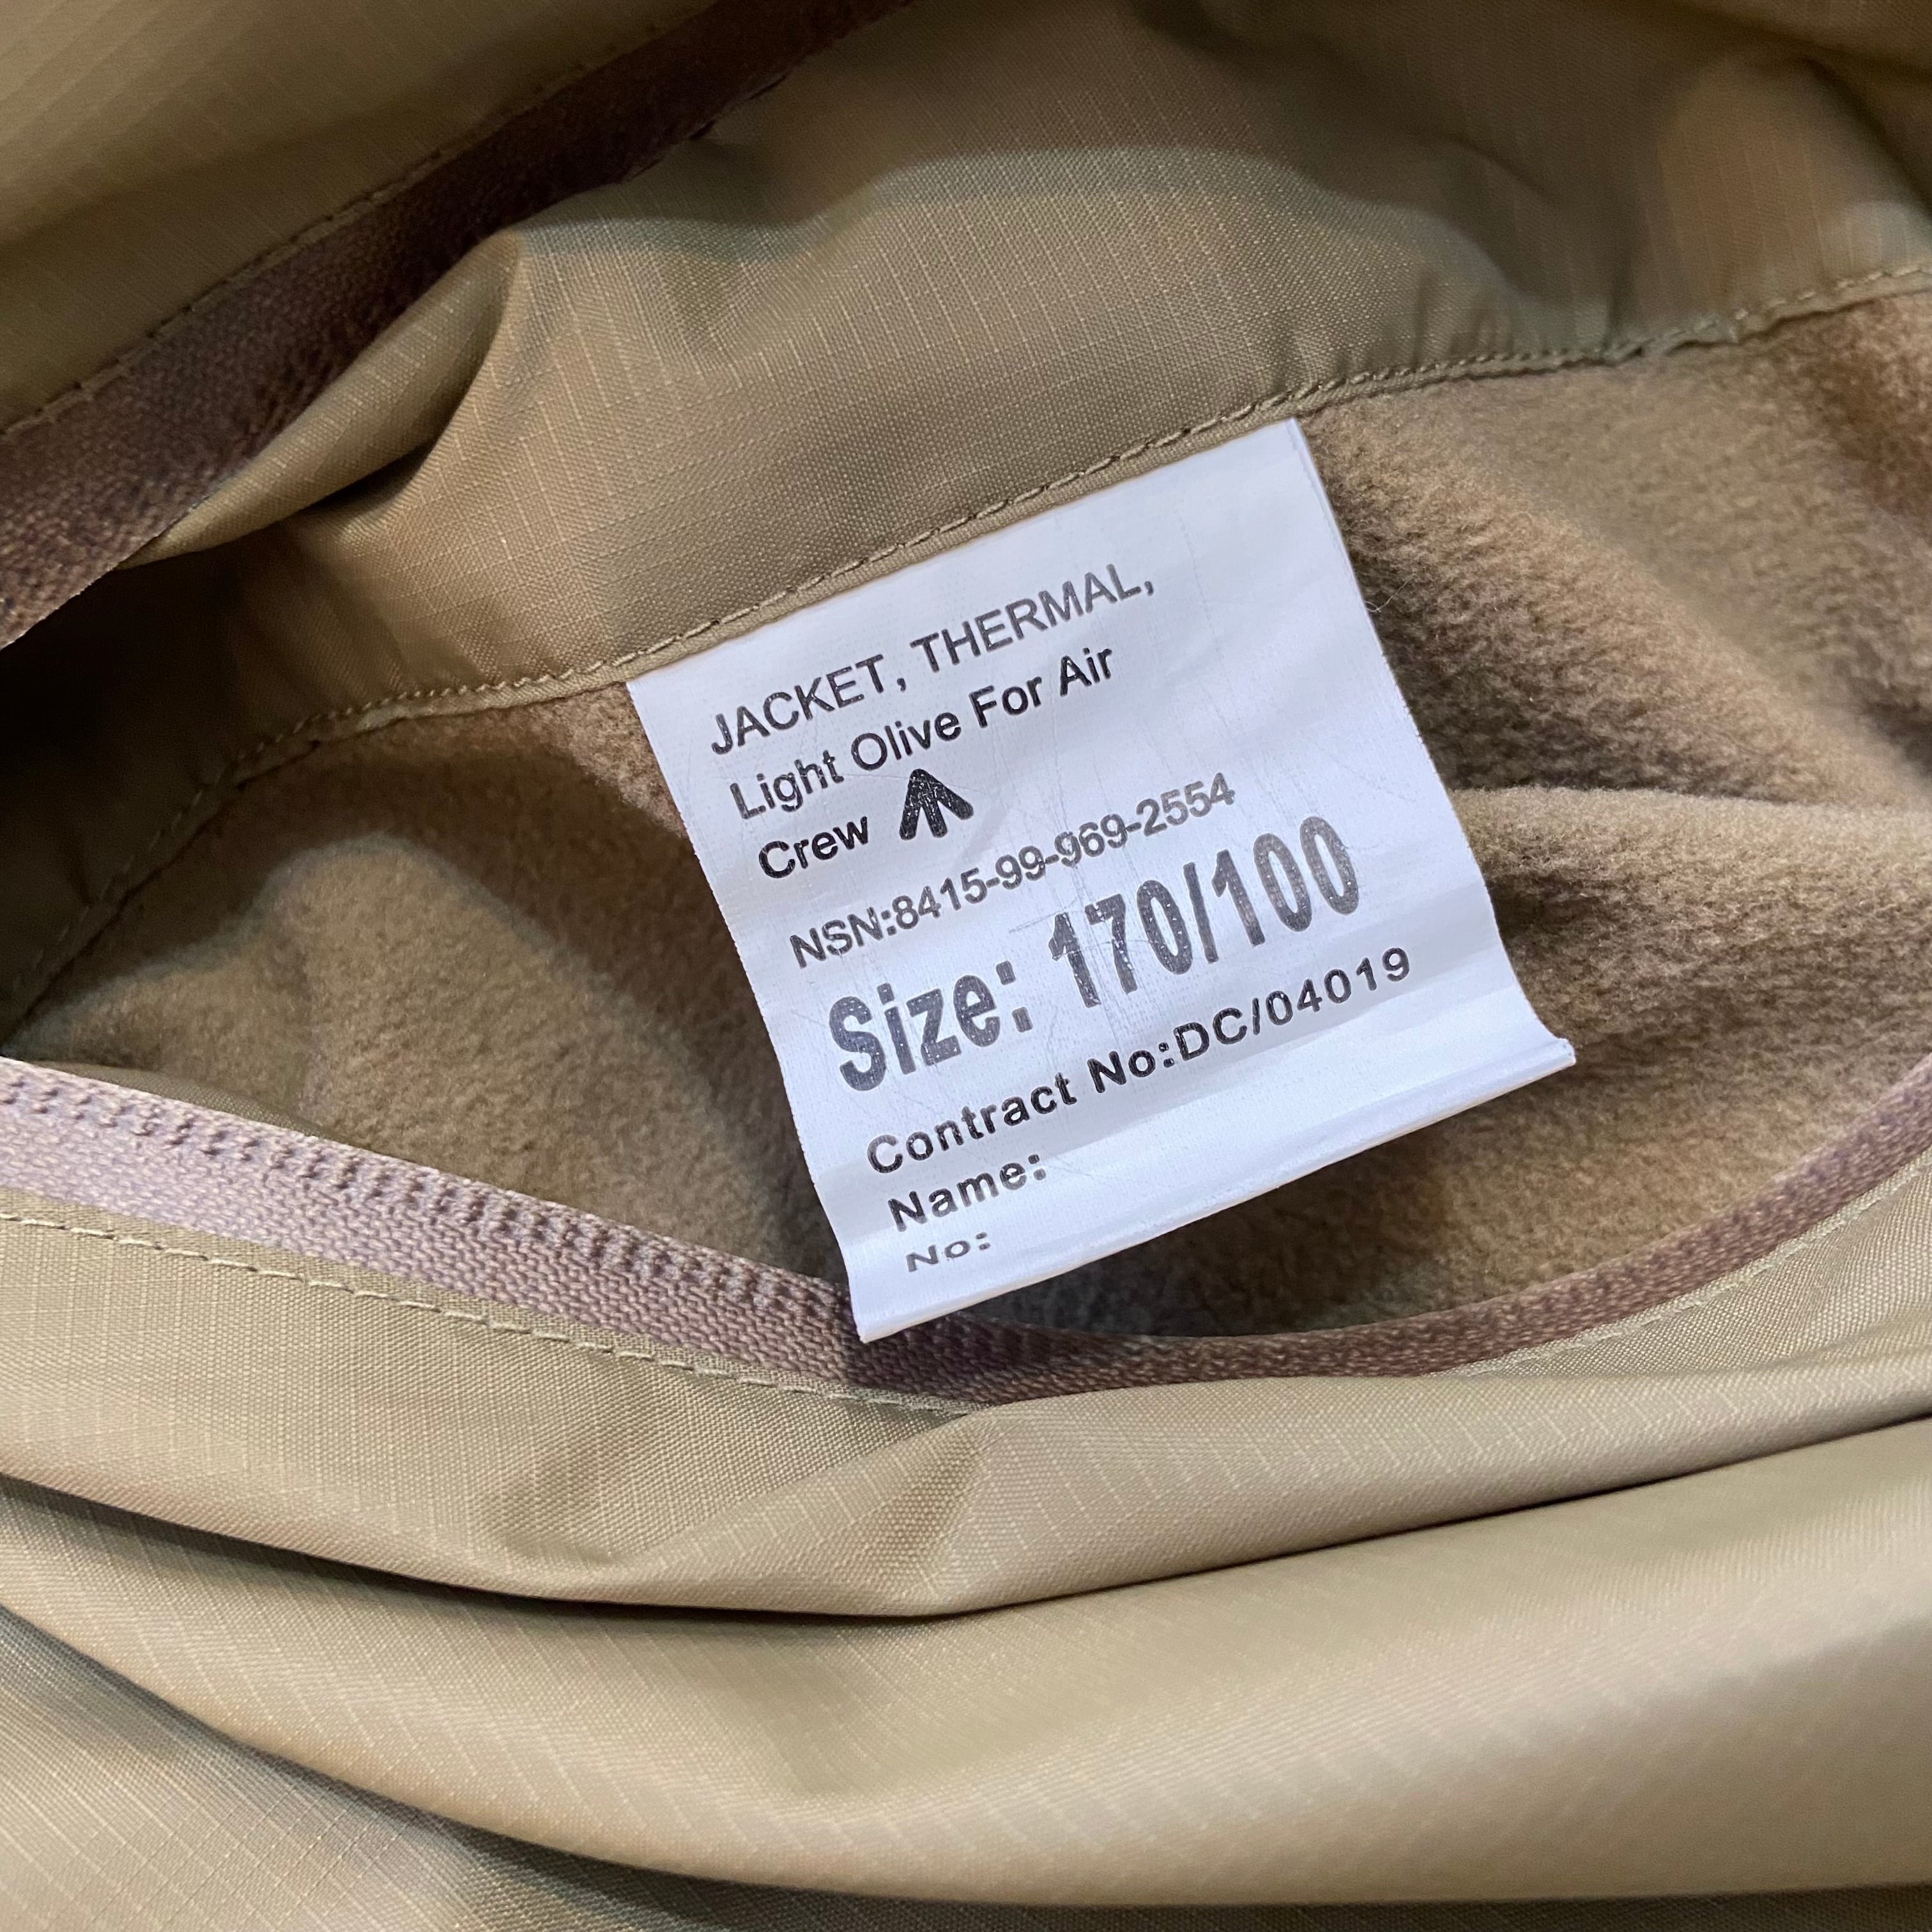 JACKET, THERMAL,
Light Olive For Air
Crew
NSN:8415-99-969-2554
Size: 170/100
Contract No:DC/04019
Name:
No: